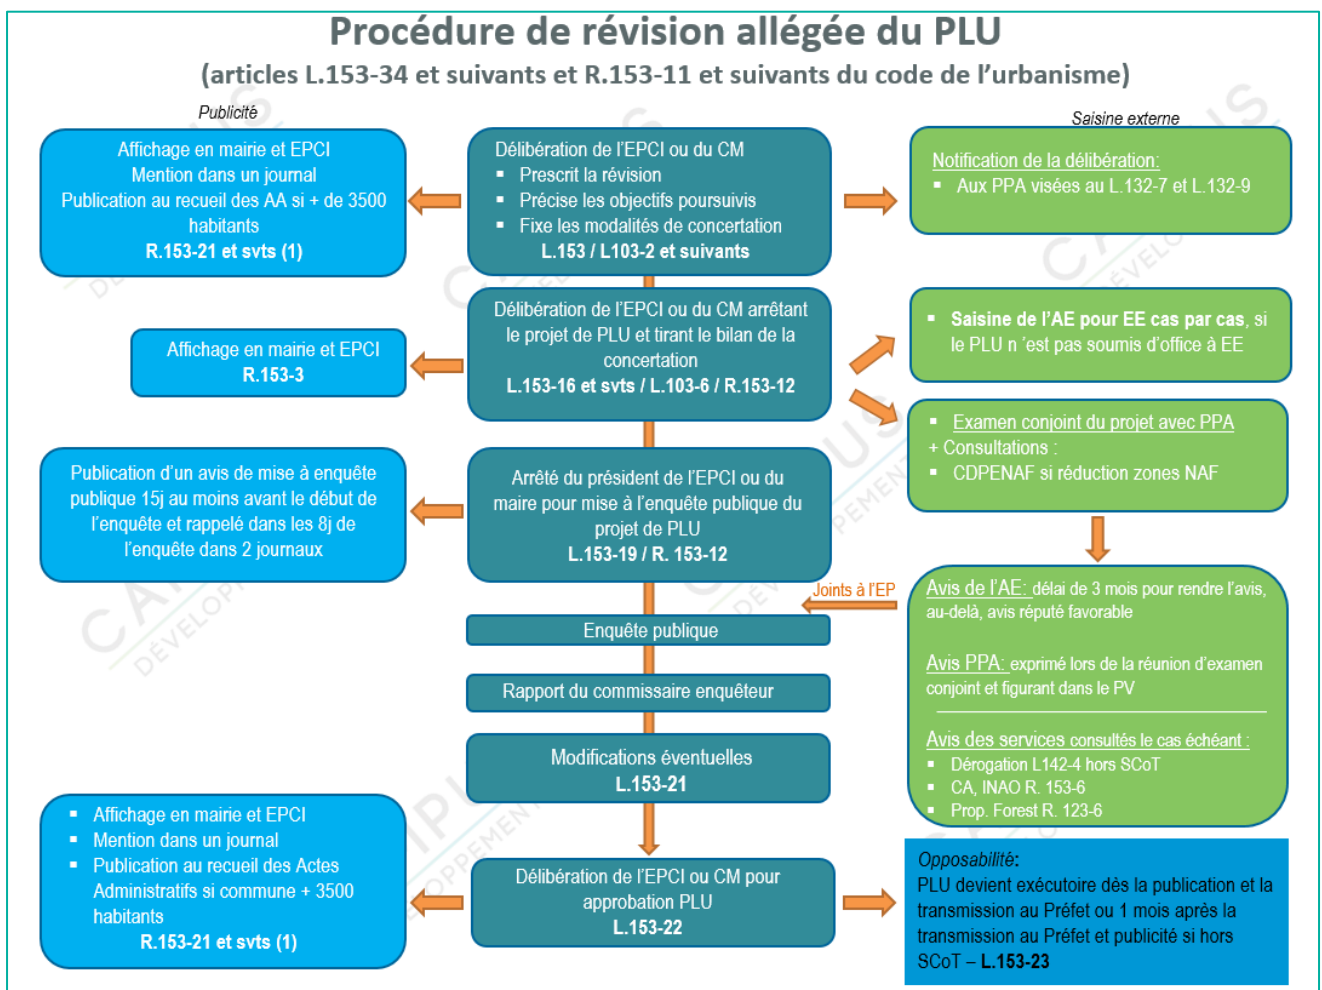 Procédure de révision allégée du PLU
(articles L.153-34 et suivants et R.153-11 et suivants du code de l'urbanisme)
Publicité
Saisine externe
Affichage en mairie et EPCI
Mention dans un journal
Publication au recueil des AA si + de 3500
habitants
R.153-21 et svts (1)
Délibération de l'EPCI ou du CM
▪ Prescrit la révision
▪ Précise les objectifs poursuivis
▪ Fixe les modalités de concertation
L.153 / L103-2 et suivants
Notification de la délibération:
▪ Aux PPA visées au L.132-7 et L.132-9
Affichage en mairie et EPCI
R.153-3
Délibération de l'EPCI ou du CM arrêtant
le projet de PLU et tirant le bilan de la
concertation
L.153-16 et svts / L.103-6 / R.153-12
▪ Saisine de l'AE pour EE cas par cas, si
le PLU n 'est pas soumis d'office à EE
▪ Examen conjoint du projet avec PPA
+ Consultations :
▪ CDPENAF si réduction zones NAF
Publication d'un avis de mise à enquête
publique 15j au moins avant le début de
l'enquête et rappelé dans les 8j de
l'enquête dans 2 journaux
Arrêté du président de l'EPCI ou du
maire pour mise à l'enquête publique du
projet de PLU
L.153-19 / R. 153-12
Joints à l'EP
Avis de l'AE: délai de 3 mois pour rendre l'avis,
au-delà, avis réputé favorable
Avis PPA: exprimé lors de la réunion d'examen
conjoint et figurant dans le PV
Avis des services consultés le cas échéant :
▪ Dérogation L142-4 hors SCoT
▪ CA, INAO R. 153-6
▪ Prop. Forest R. 123-6
Enquête publique
Rapport du commissaire enquêteur
Modifications éventuelles
L.153-21
▪ Affichage en mairie et EPCI
▪ Mention dans un journal
▪ Publication au recueil des Actes
Administratifs si commune + 3500
habitants
R.153-21 et svts (1)
Délibération de l'EPCI ou CM pour
approbation PLU
L.153-22
Opposabilité:
PLU devient exécutoire dès la publication et la
transmission au Préfet ou 1 mois après la
transmission au Préfet et publicité si hors
SCoT – L.153-23